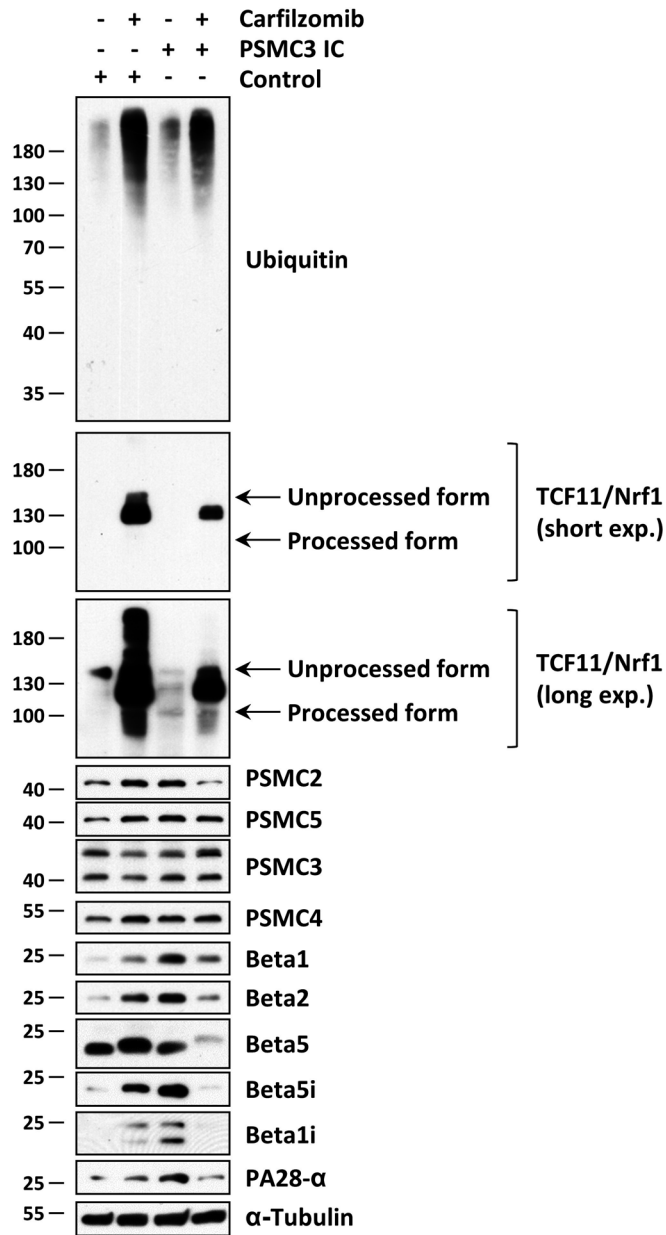 - + - + Carfilzomib
- - + + PSMC3 IC
+ + - - Control
180
130
100
70
55
40
35
Ubiquitin
180
130
100
Unprocessed form
Processed form
TCF11/Nrf1
(short exp.)
180
130
100
Unprocessed form
Processed form
TCF11/Nrf1
(long exp.)
40 PSMC2
40 PSMC5
40 PSMC3
55 PSMC4
25 Beta1
25 Beta2
25 Beta5
25 Beta5i
25 Beta1i
25 PA28-α
55 α-Tubulin